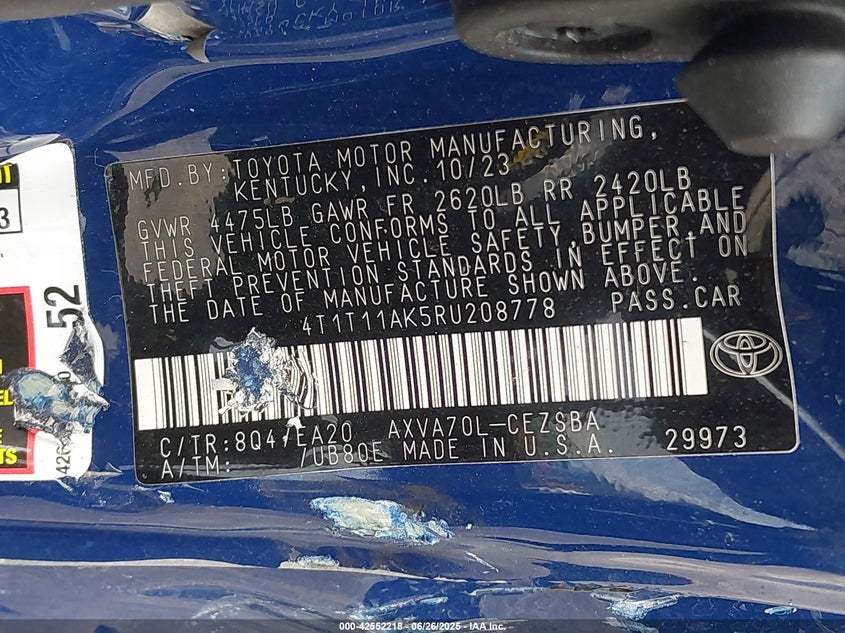 MFD.BY:TOYOTA MOTOR MANUFACTURING,
KENTUCKY,INC. 10/23
GVWR 4475LB GAWR FR 2620LB RR 2420LB
THIS VEHICLE CONFORMS TO ALL APPLICABLE
FEDERAL MOTOR VEHICLE SAFETY,BUMPER,AND
THEFT PREVENTION STANDARDS IN EFFECT ON
THE DATE OF MANUFACTURE SHOWN ABOVE.
4T1T11AK5RU208778 PASS.CAR
C/TR:8Q4/EA20 AXVA70L-CEZSBA
A/TM: /UB80E MADE IN U.S.A. 29973
52
000-42552218 - 06/26/2025 - IAA Inc.